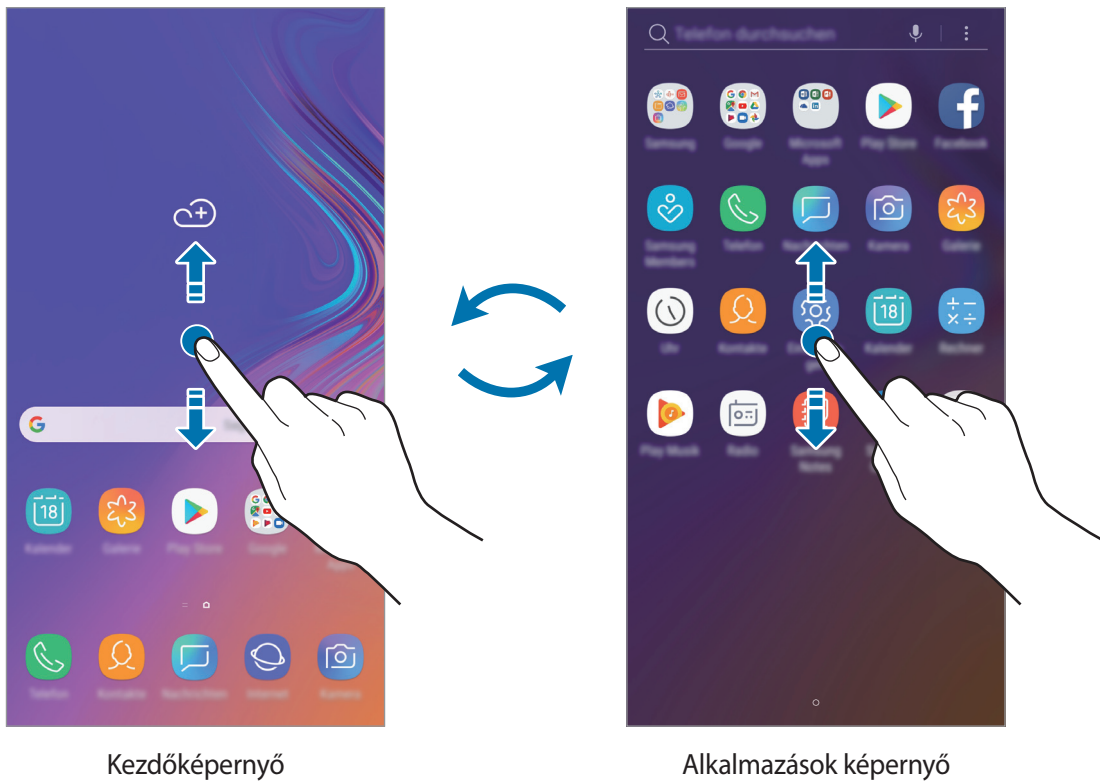 18
Kalender Galerie Play Store Google
Telefon Kontakte Nachrichten Internet Kamera
Kezdőképernyő
Telefon durchsuchen
Samsung Google Microsoft Apps Play Store Facebook
Samsung Members Telefon Nachrichten Kamera Galerie
18
Uhr Kontakte Kalender Rechner
Play Musik Radio Samsung Notes
Alkalmazások képernyő